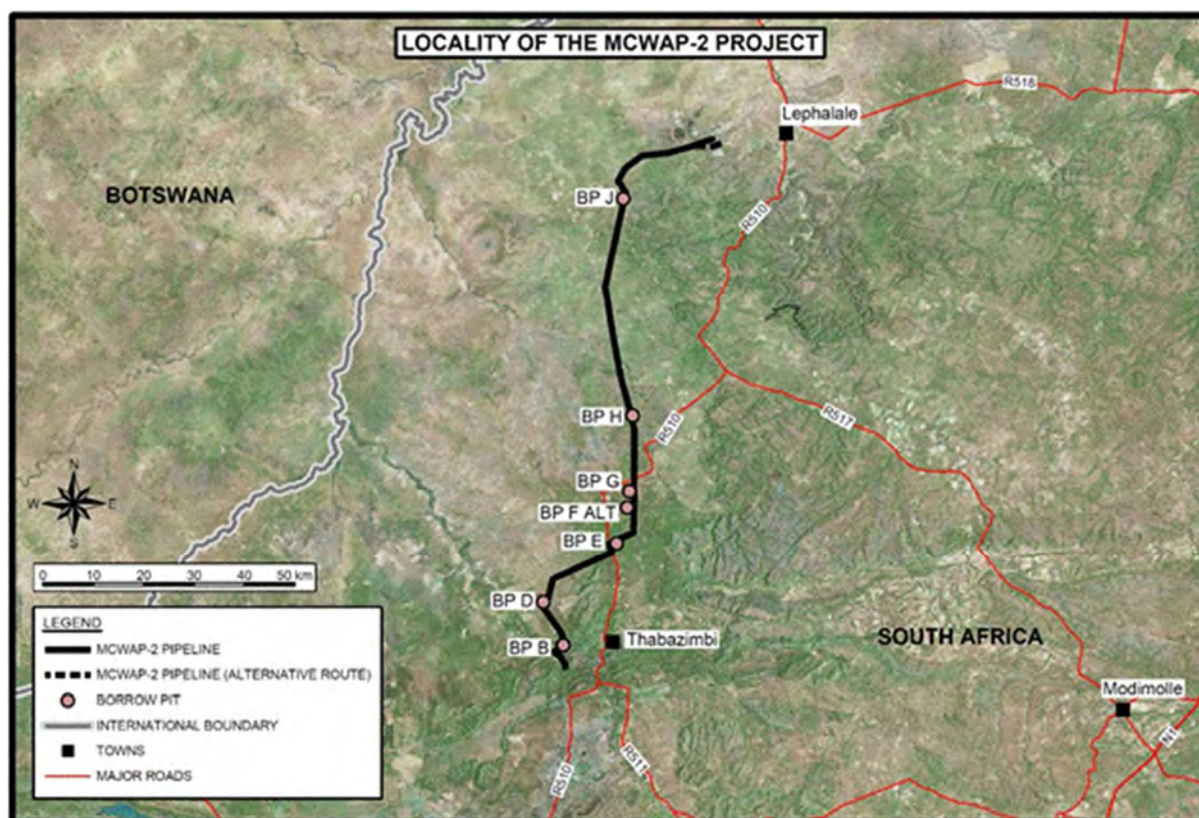 LOCALITY OF THE MCWAP-2 PROJECT
R518
Lephalale
BOTSWANA
BP J
R510
BP H
R517
R510
BP G
BP F ALT
N
W E
S
BP E
0 10 20 30 40 50 km
BP D
LEGEND
MCWAP-2 PIPELINE
MCWAP-2 PIPELINE (ALTERNATIVE ROUTE)
BORROW PIT
INTERNATIONAL BOUNDARY
TOWNS
MAJOR ROADS
BP B
Thabazimbi
SOUTH AFRICA
Modimolle
N1
R510
R511